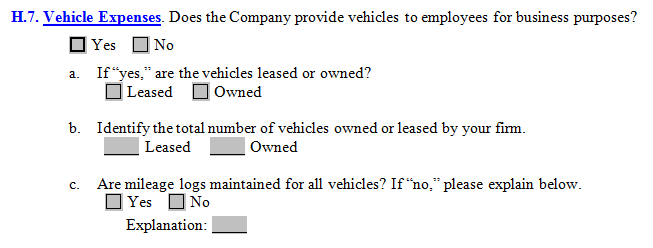 H.7. Vehicle Expenses. Does the Company provide vehicles to employees for business purposes?
Yes No
a. If “yes,” are the vehicles leased or owned?
Leased Owned
b. Identify the total number of vehicles owned or leased by your firm.
Leased Owned
c. Are mileage logs maintained for all vehicles? If “no,” please explain below.
Yes No
Explanation: